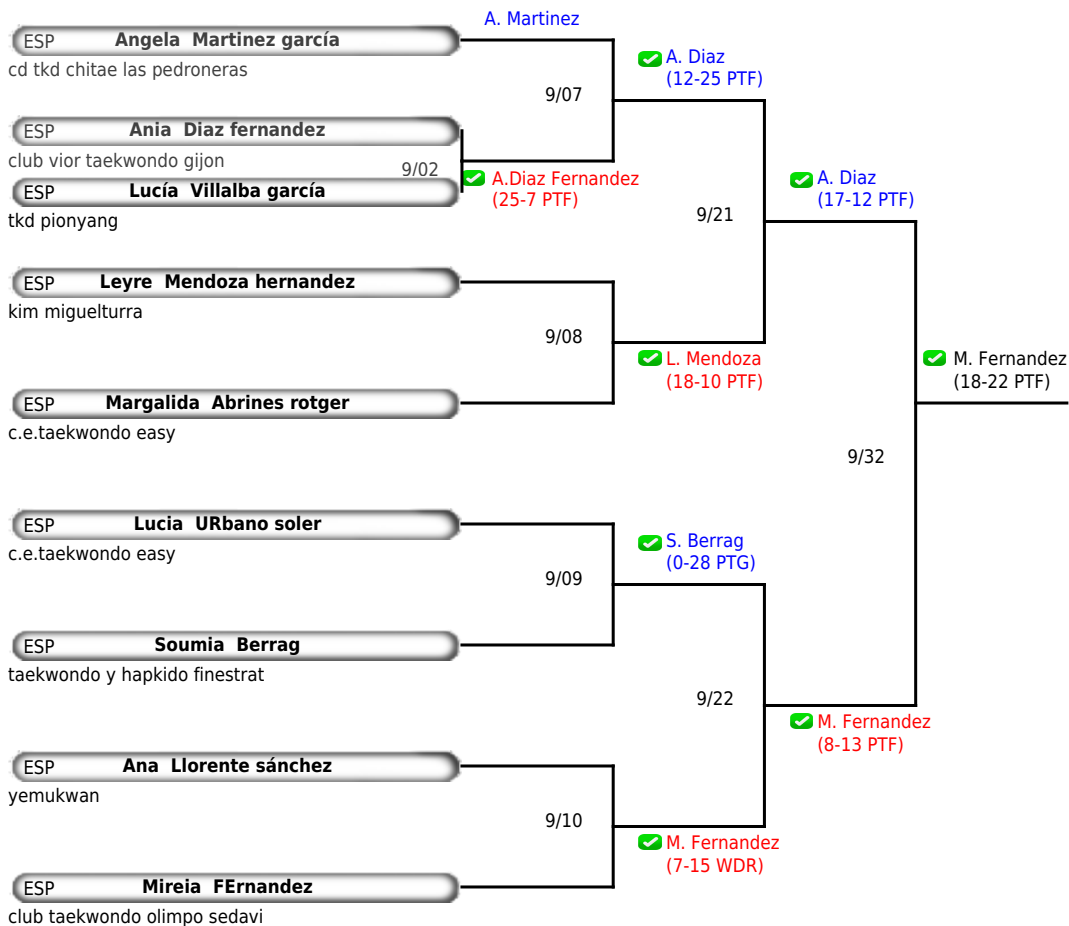 A. Martinez
ESP Angela Martinez garcía
cd tkd chitae las pedroneras
A. Diaz
(12-25 PTF)
9/07
ESP Ania Diaz fernandez
club vior taekwondo gijon
9/02
A.Diaz Fernandez
(25-7 PTF)
ESP Lucía Villalba garcía
tkd pionyang
A. Diaz
(17-12 PTF)
9/21
ESP Leyre Mendoza hernandez
kim miguelturra
9/08
L. Mendoza
(18-10 PTF)
M. Fernandez
(18-22 PTF)
ESP Margalida Abrines rotger
c.e.taekwondo easy
9/32
ESP Lucia URbano soler
c.e.taekwondo easy
S. Berrag
(0-28 PTG)
9/09
ESP Soumia Berrag
taekwondo y hapkido finestrat
9/22
M. Fernandez
(8-13 PTF)
ESP Ana Llorente sánchez
yemukwan
9/10
M. Fernandez
(7-15 WDR)
ESP Mireia FErnandez
club taekwondo olimpo sedavi